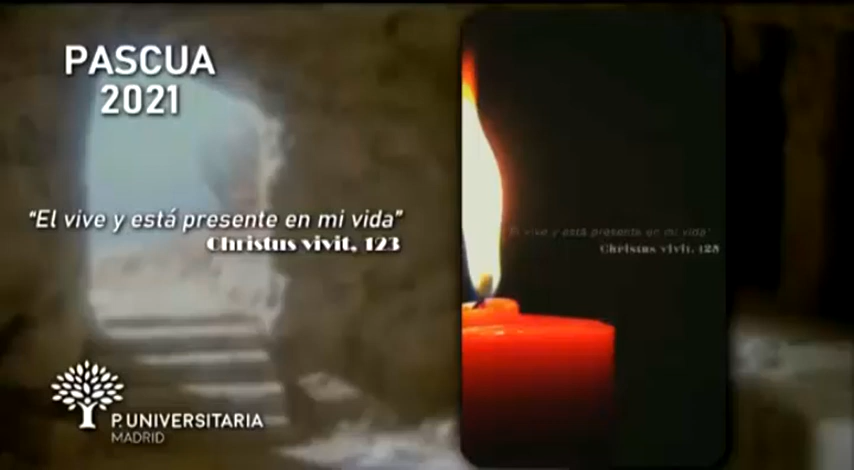 PASCUA
2021
"El vive y está presente en mi vida"
Christus vivit, 123
"El vive y está presente en mi vida"
Christus vivit, 123
P. UNIVERSITARIA
MADRID